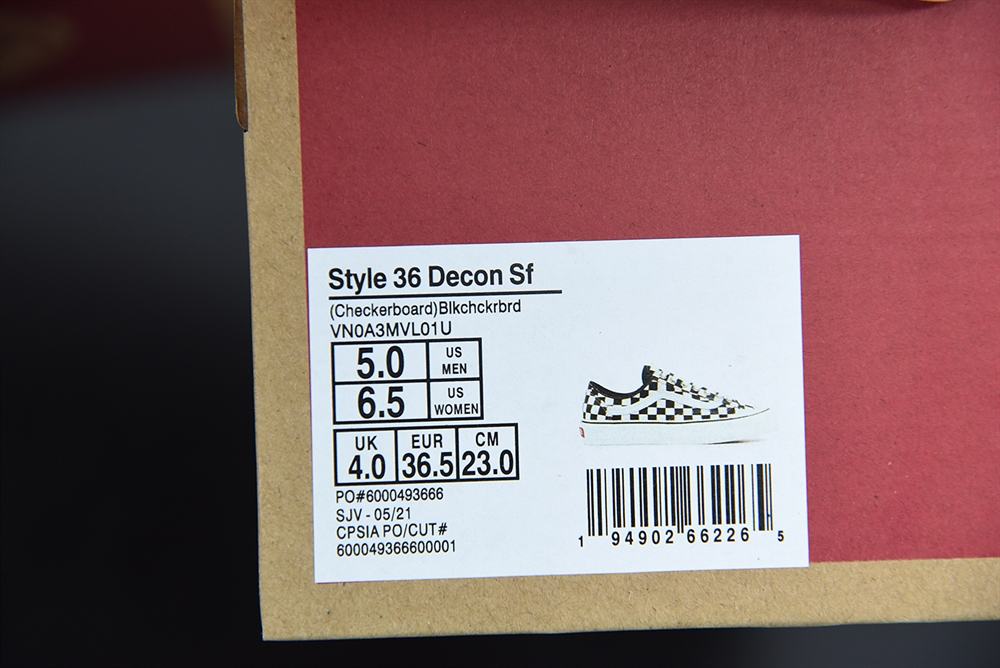 Style 36 Decon Sf
(Checkerboard)Blkchckrbrd
VN0A3MVL01U
5.0 US MEN
6.5 US WOMEN
UK EUR CM
4.0 36.5 23.0
PO#6000493666
SJV - 05/21
CPSIA PO/CUT#
600049366600001
1 94902 66226 5